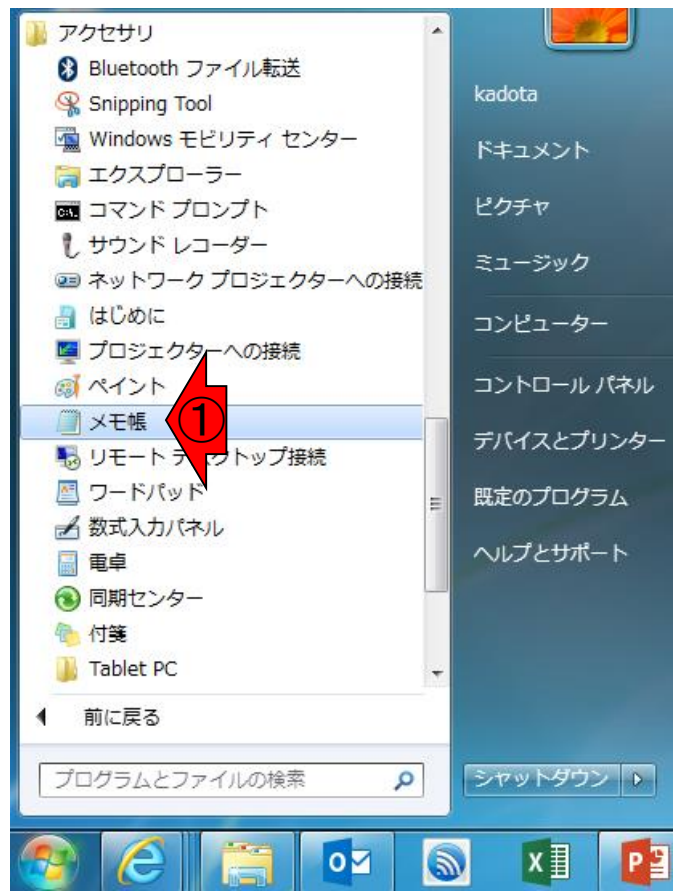 アクセサリ
Bluetooth ファイル転送
Snipping Tool
Windows モビリティ センター
エクスプローラー
コマンド プロンプト
サウンド レコーダー
ネットワーク プロジェクターへの接続
はじめに
プロジェクターへの接続
ペイント
メモ帳
①
リモート デスクトップ接続
ワードパッド
数式入力パネル
電卓
同期センター
付箋
Tablet PC
前に戻る
プログラムとファイルの検索
kadota
ドキュメント
ピクチャ
ミュージック
コンピューター
コントロール パネル
デバイスとプリンター
既定のプログラム
ヘルプとサポート
シャットダウン